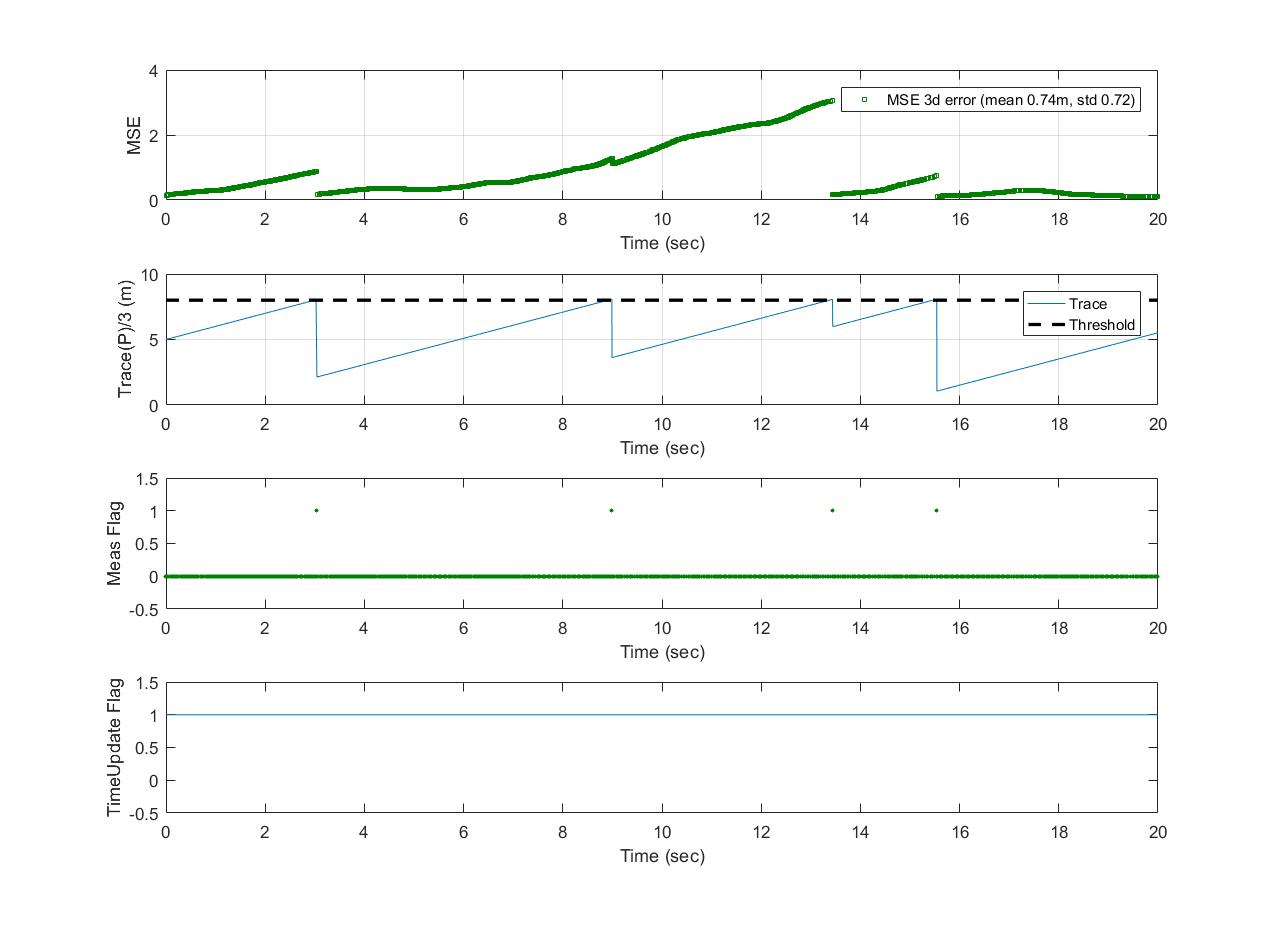 4
2
0
MSE
MSE 3d error (mean 0.74m, std 0.72)
0 2 4 6 8 10 12 14 16 18 20
Time (sec)
10
5
0
Trace(P)/3 (m)
Trace
Threshold
0 2 4 6 8 10 12 14 16 18 20
Time (sec)
1.5
1
0.5
0
-0.5
Meas Flag
0 2 4 6 8 10 12 14 16 18 20
Time (sec)
1.5
1
0.5
0
-0.5
TimeUpdate Flag
0 2 4 6 8 10 12 14 16 18 20
Time (sec)